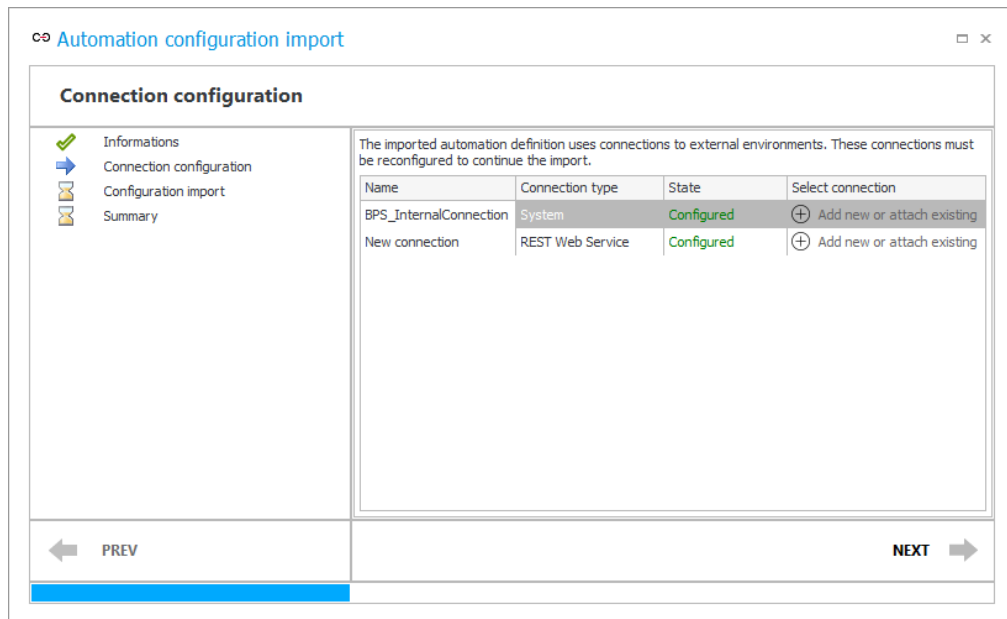 Automation configuration import
Connection configuration
Informations
Connection configuration
Configuration import
Summary
The imported automation definition uses connections to external environments. These connections must
be reconfigured to continue the import.
Name Connection type State Select connection
BPS_InternalConnection System Configured Add new or attach existing
New connection REST Web Service Configured Add new or attach existing
PREV
NEXT